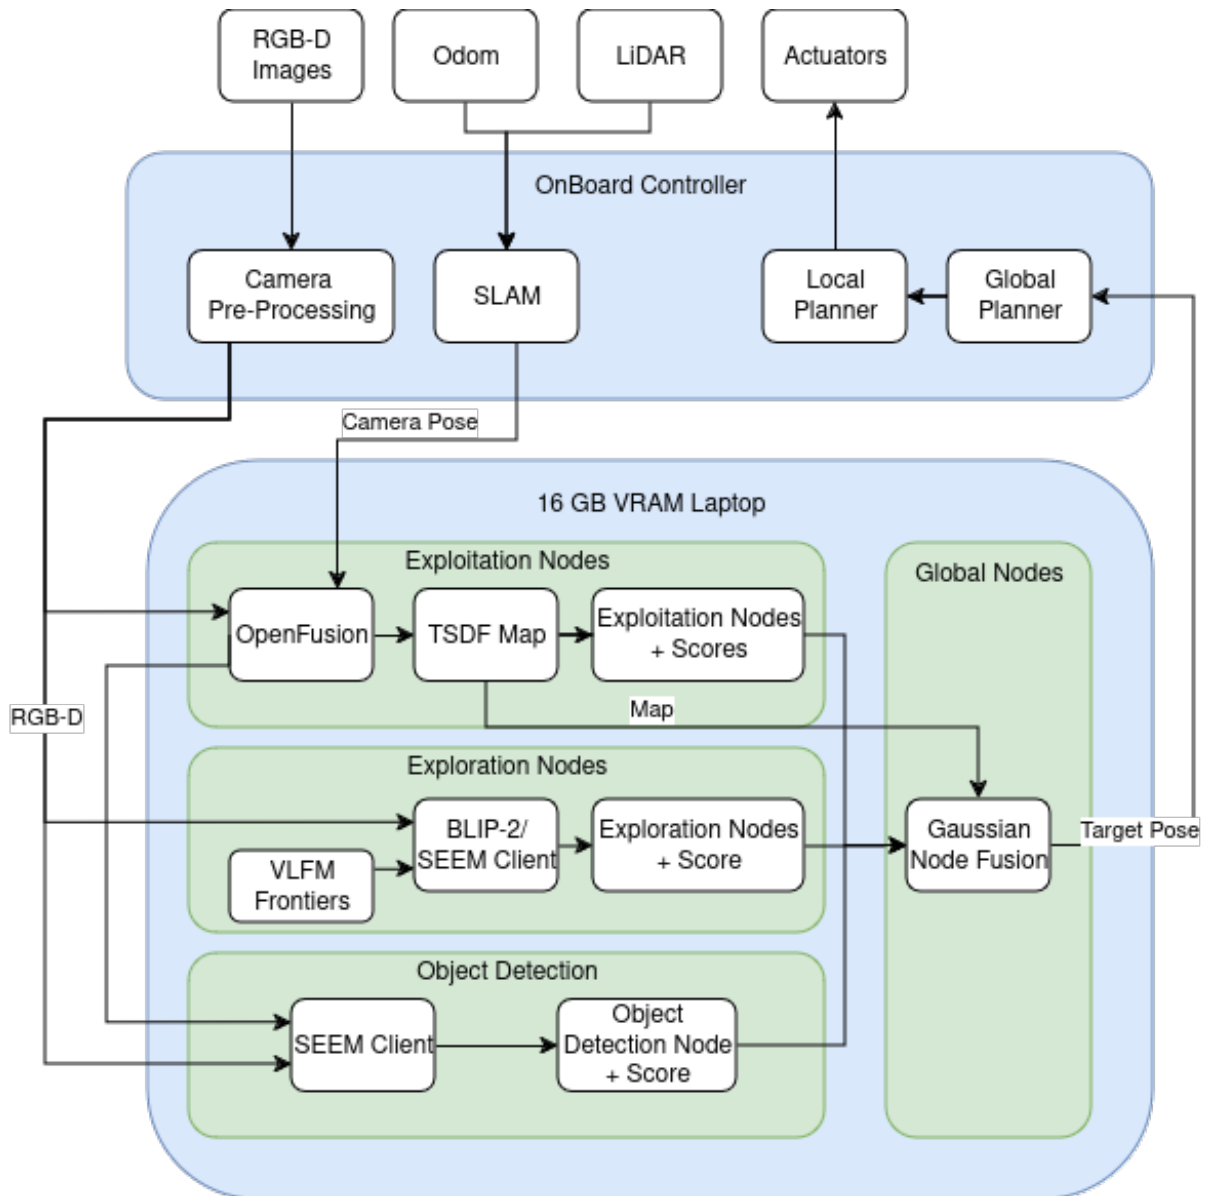 RGB-D
Images
Odom
LiDAR
Actuators
OnBoard Controller
Camera
Pre-Processing
SLAM
Local
Planner
Global
Planner
Camera Pose
16 GB VRAM Laptop
Exploitation Nodes
Global Nodes
OpenFusion
TSDF Map
Exploitation Nodes
+ Scores
RGB-D
Map
Exploration Nodes
BLIP-2/
SEEM Client
Exploration Nodes
+ Score
VLFM
Frontiers
Gaussian
Node Fusion
Target Pose
Object Detection
SEEM Client
Object
Detection Node
+ Score